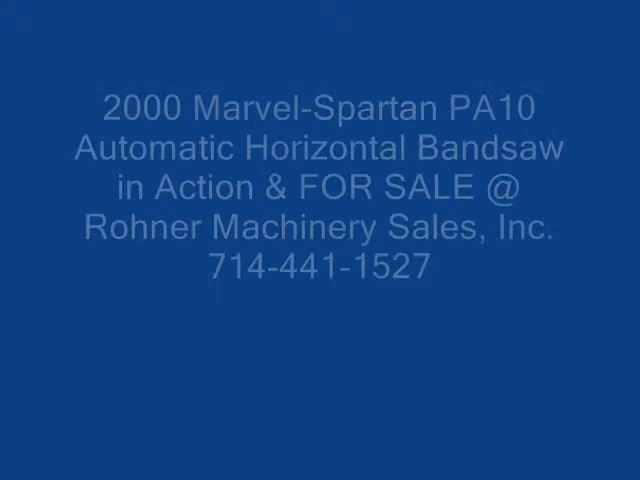 2000 Marvel-Spartan PA10
Automatic Horizontal Bandsaw
in Action & FOR SALE @
Rohner Machinery Sales, Inc.
714-441-1527